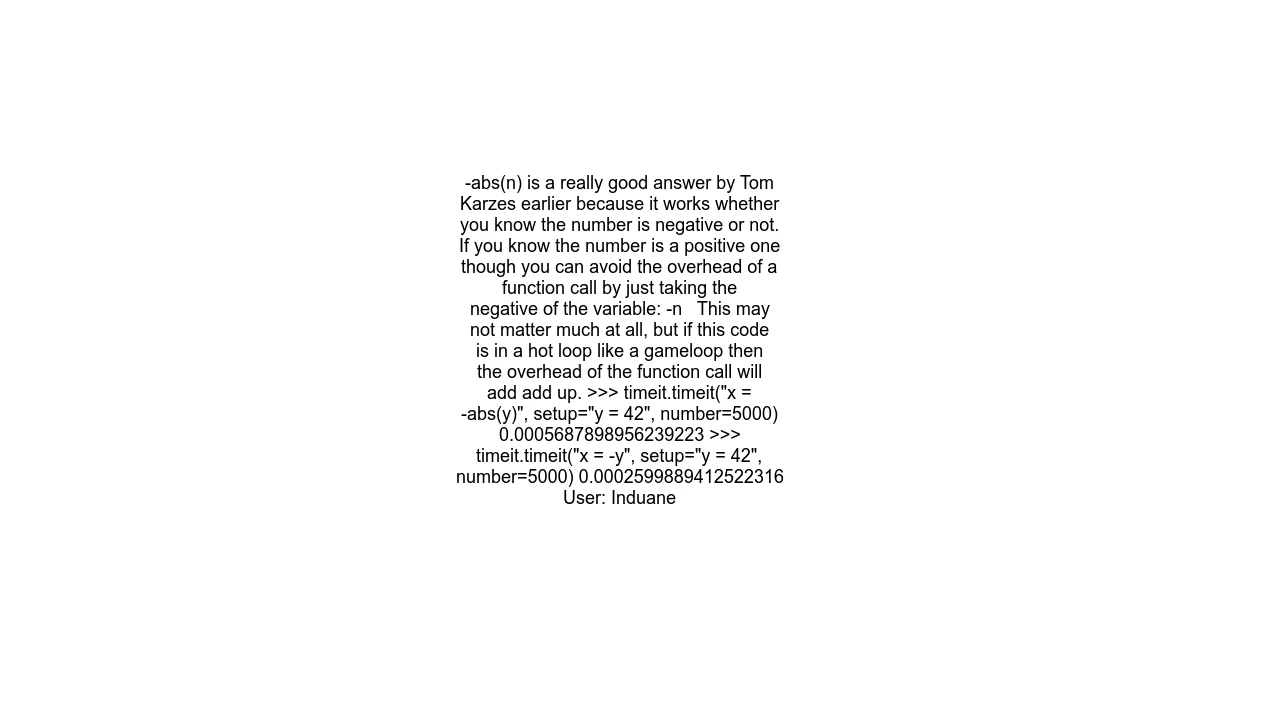 -abs(n) is a really good answer by Tom
Karzes earlier because it works whether
you know the number is negative or not.
If you know the number is a positive one
though you can avoid the overhead of a
function call by just taking the
negative of the variable: -n   This may
not matter much at all, but if this code
is in a hot loop like a gameloop then
the overhead of the function call will
add add up. >>> timeit.timeit("x =
-abs(y)", setup="y = 42", number=5000)
0.0005687898956239223 >>>
timeit.timeit("x = -y", setup="y = 42",
number=5000) 0.0002599889412522316
User: Induane